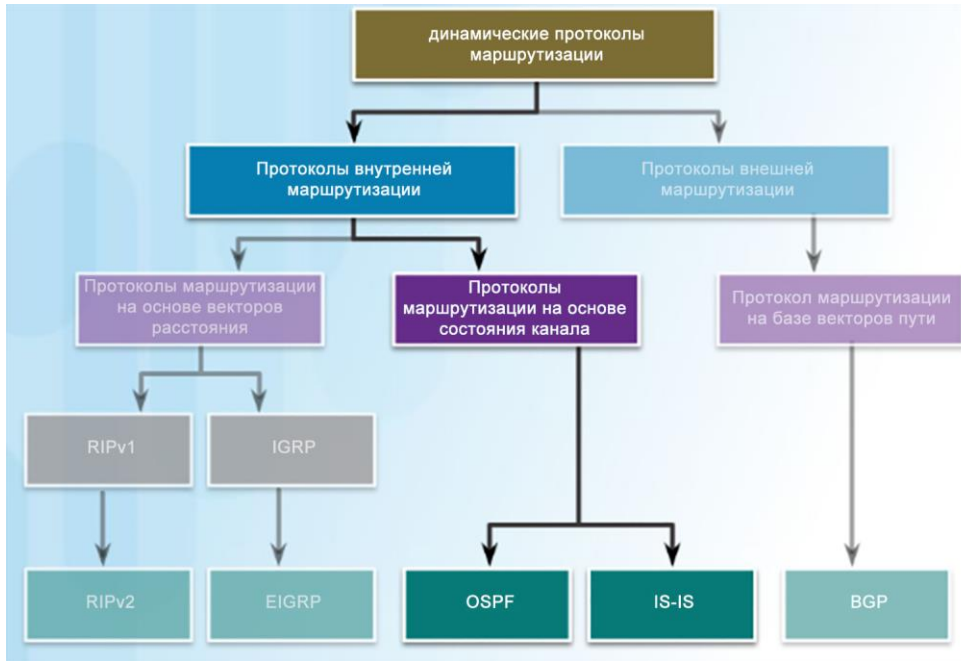 динамические протоколы
маршрутизации
Протоколы внутренней
маршрутизации
Протоколы внешней
маршрутизации
Протоколы маршрутизации
на основе векторов
расстояния
Протоколы
маршрутизации на основе
состояния канала
Протокол маршрутизации
на базе векторов пути
RIPv1
IGRP
RIPv2
EIGRP
OSPF
IS-IS
BGP